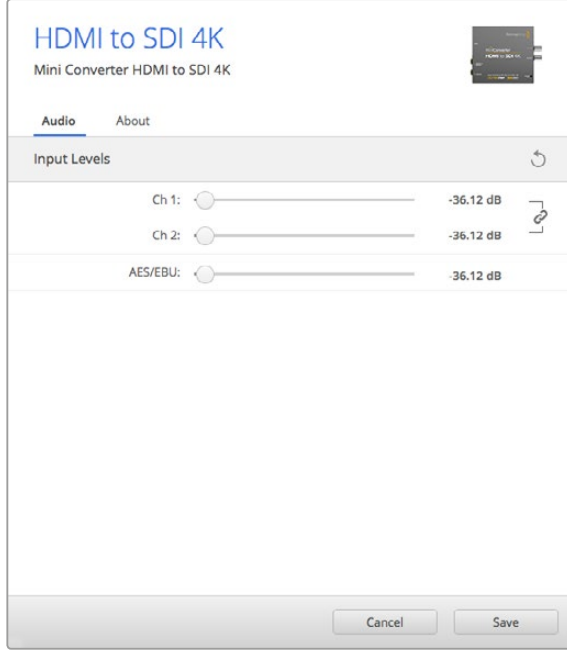 HDMI to SDI 4K
Mini Converter HDMI to SDI 4K
Audio About
Input Levels
Ch 1: -36.12 dB
Ch 2: -36.12 dB
AES/EBU: -36.12 dB
Cancel Save